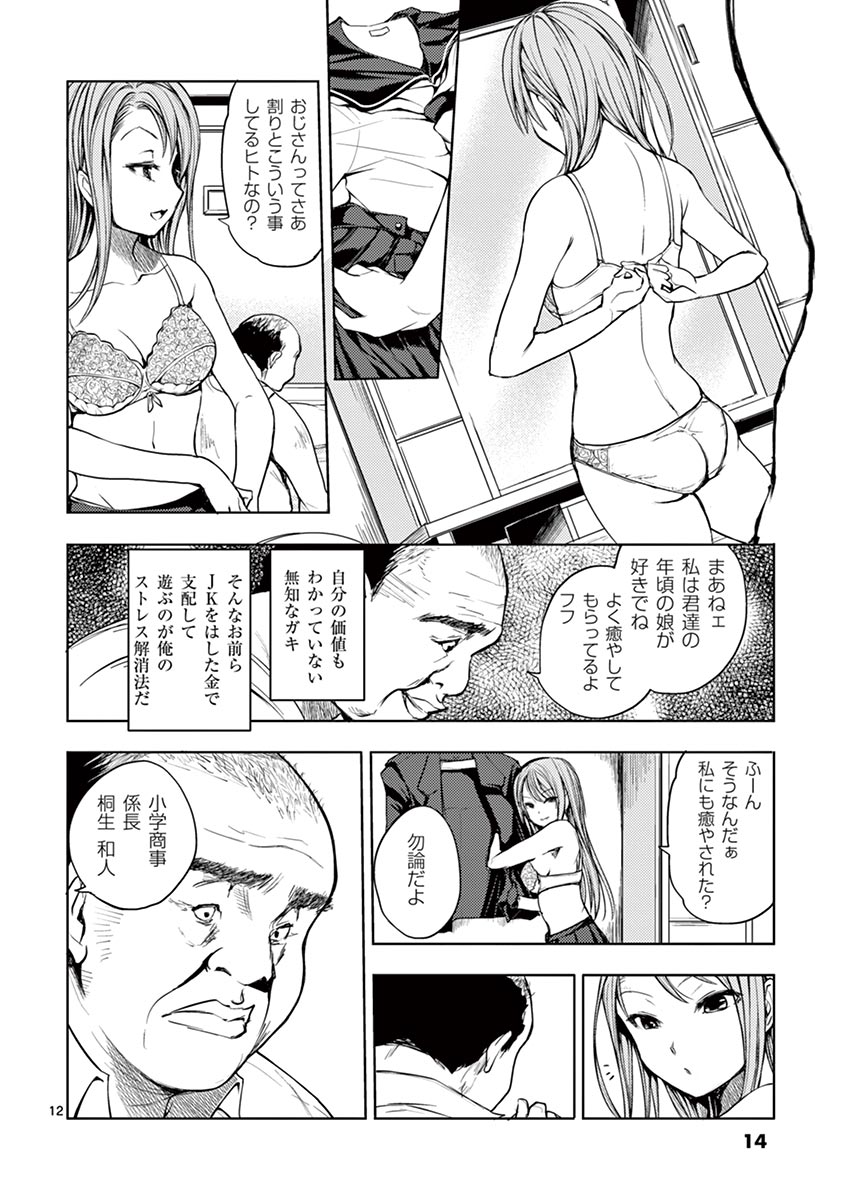 おじさんってさあ
割りとこういう事
してるヒトなの?
まあねェ
私は君達の
年頃の娘が
好きでね
よく癒やして
もらってるよ
フフ
自分の価値も
わかっていない
無知なガキ
そんなお前ら
JKをはした金で
支配して
遊ぶのが俺の
ストレス解消法だ
ふーん
そうなんだぁ
私にも癒やされた?
勿論だよ
小学商事
係長
桐生 和人
12
14